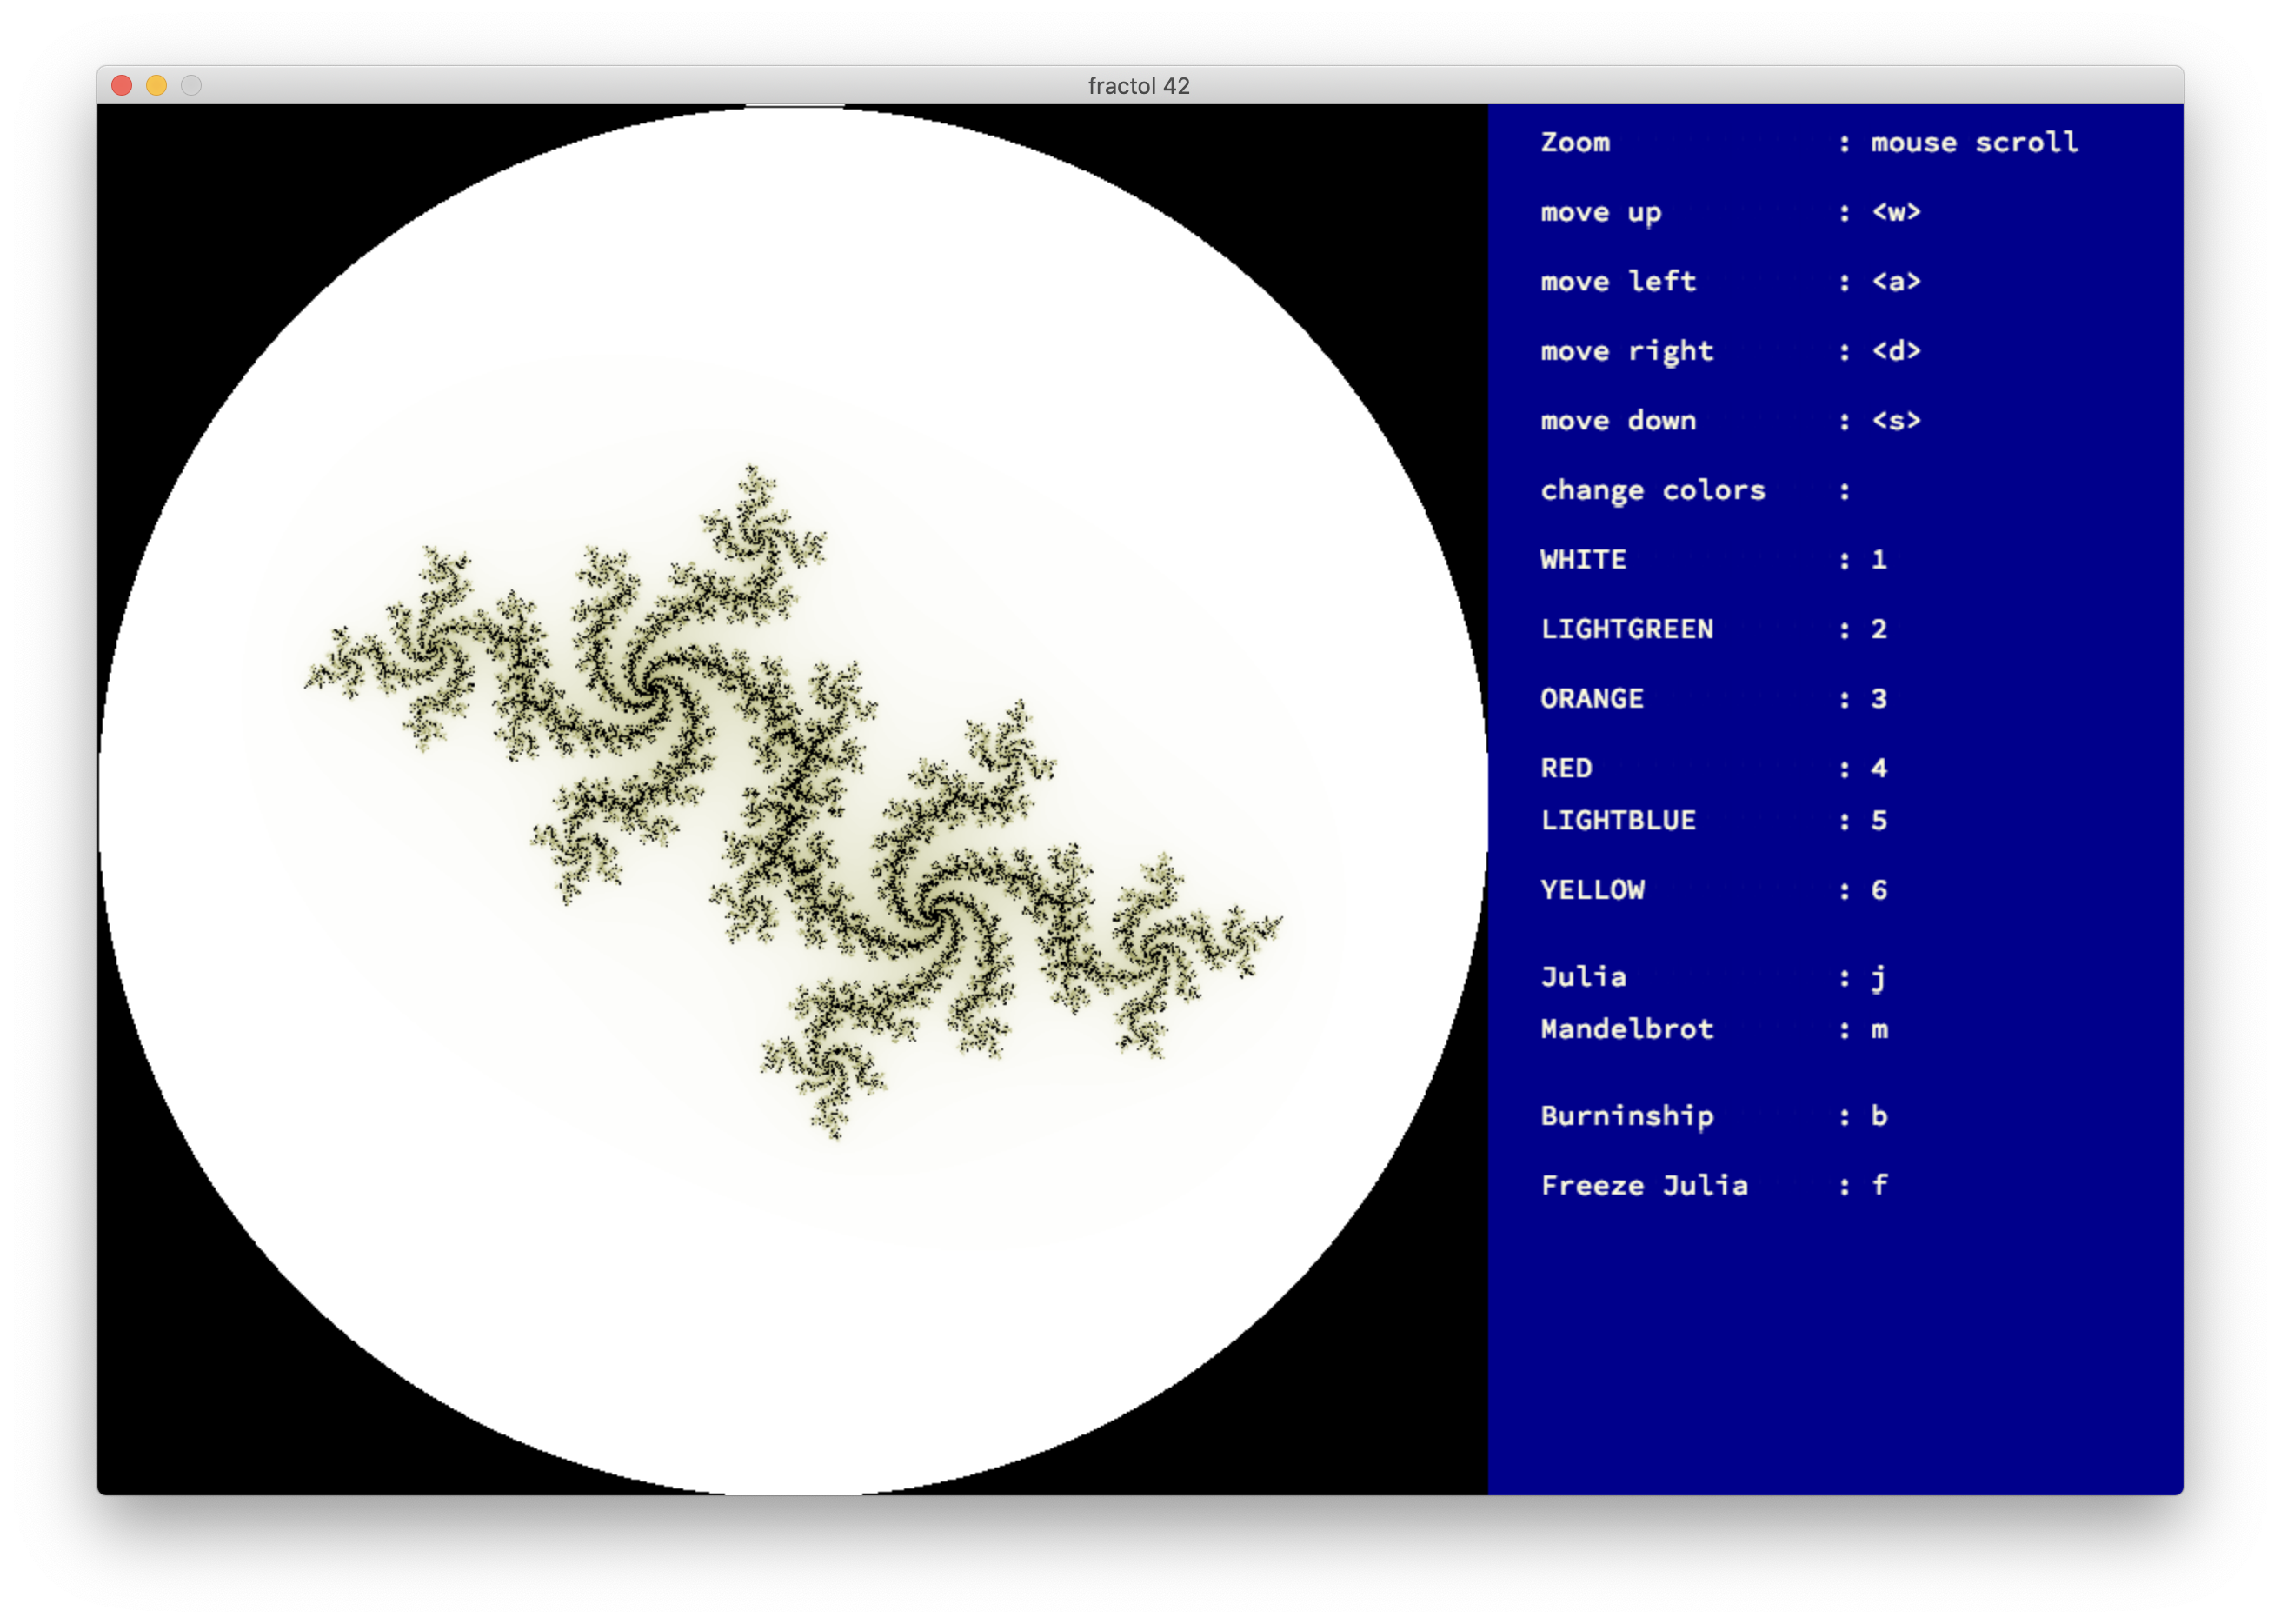 fractol 42
Zoom : mouse scroll
move up : <w>
move left : <a>
move right : <d>
move down : <s>
change colors :
WHITE : 1
LIGHTGREEN : 2
ORANGE : 3
RED : 4
LIGHTBLUE : 5
YELLOW : 6
Julia : j
Mandelbrot : m
Burninship : b
Freeze Julia : f